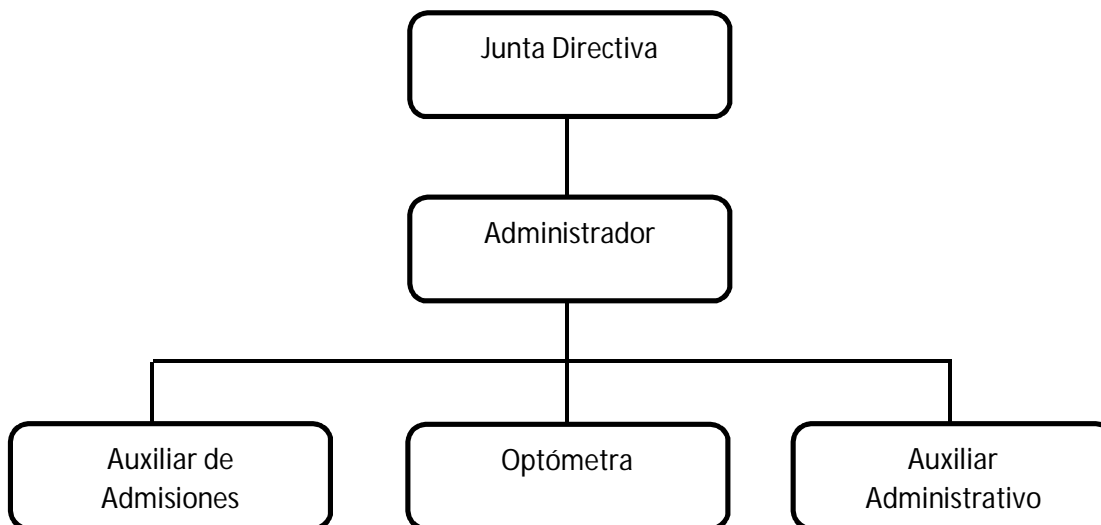 Junta Directiva
Administrador
Auxiliar de
Admisiones
Optómetra
Auxiliar
Administrativo